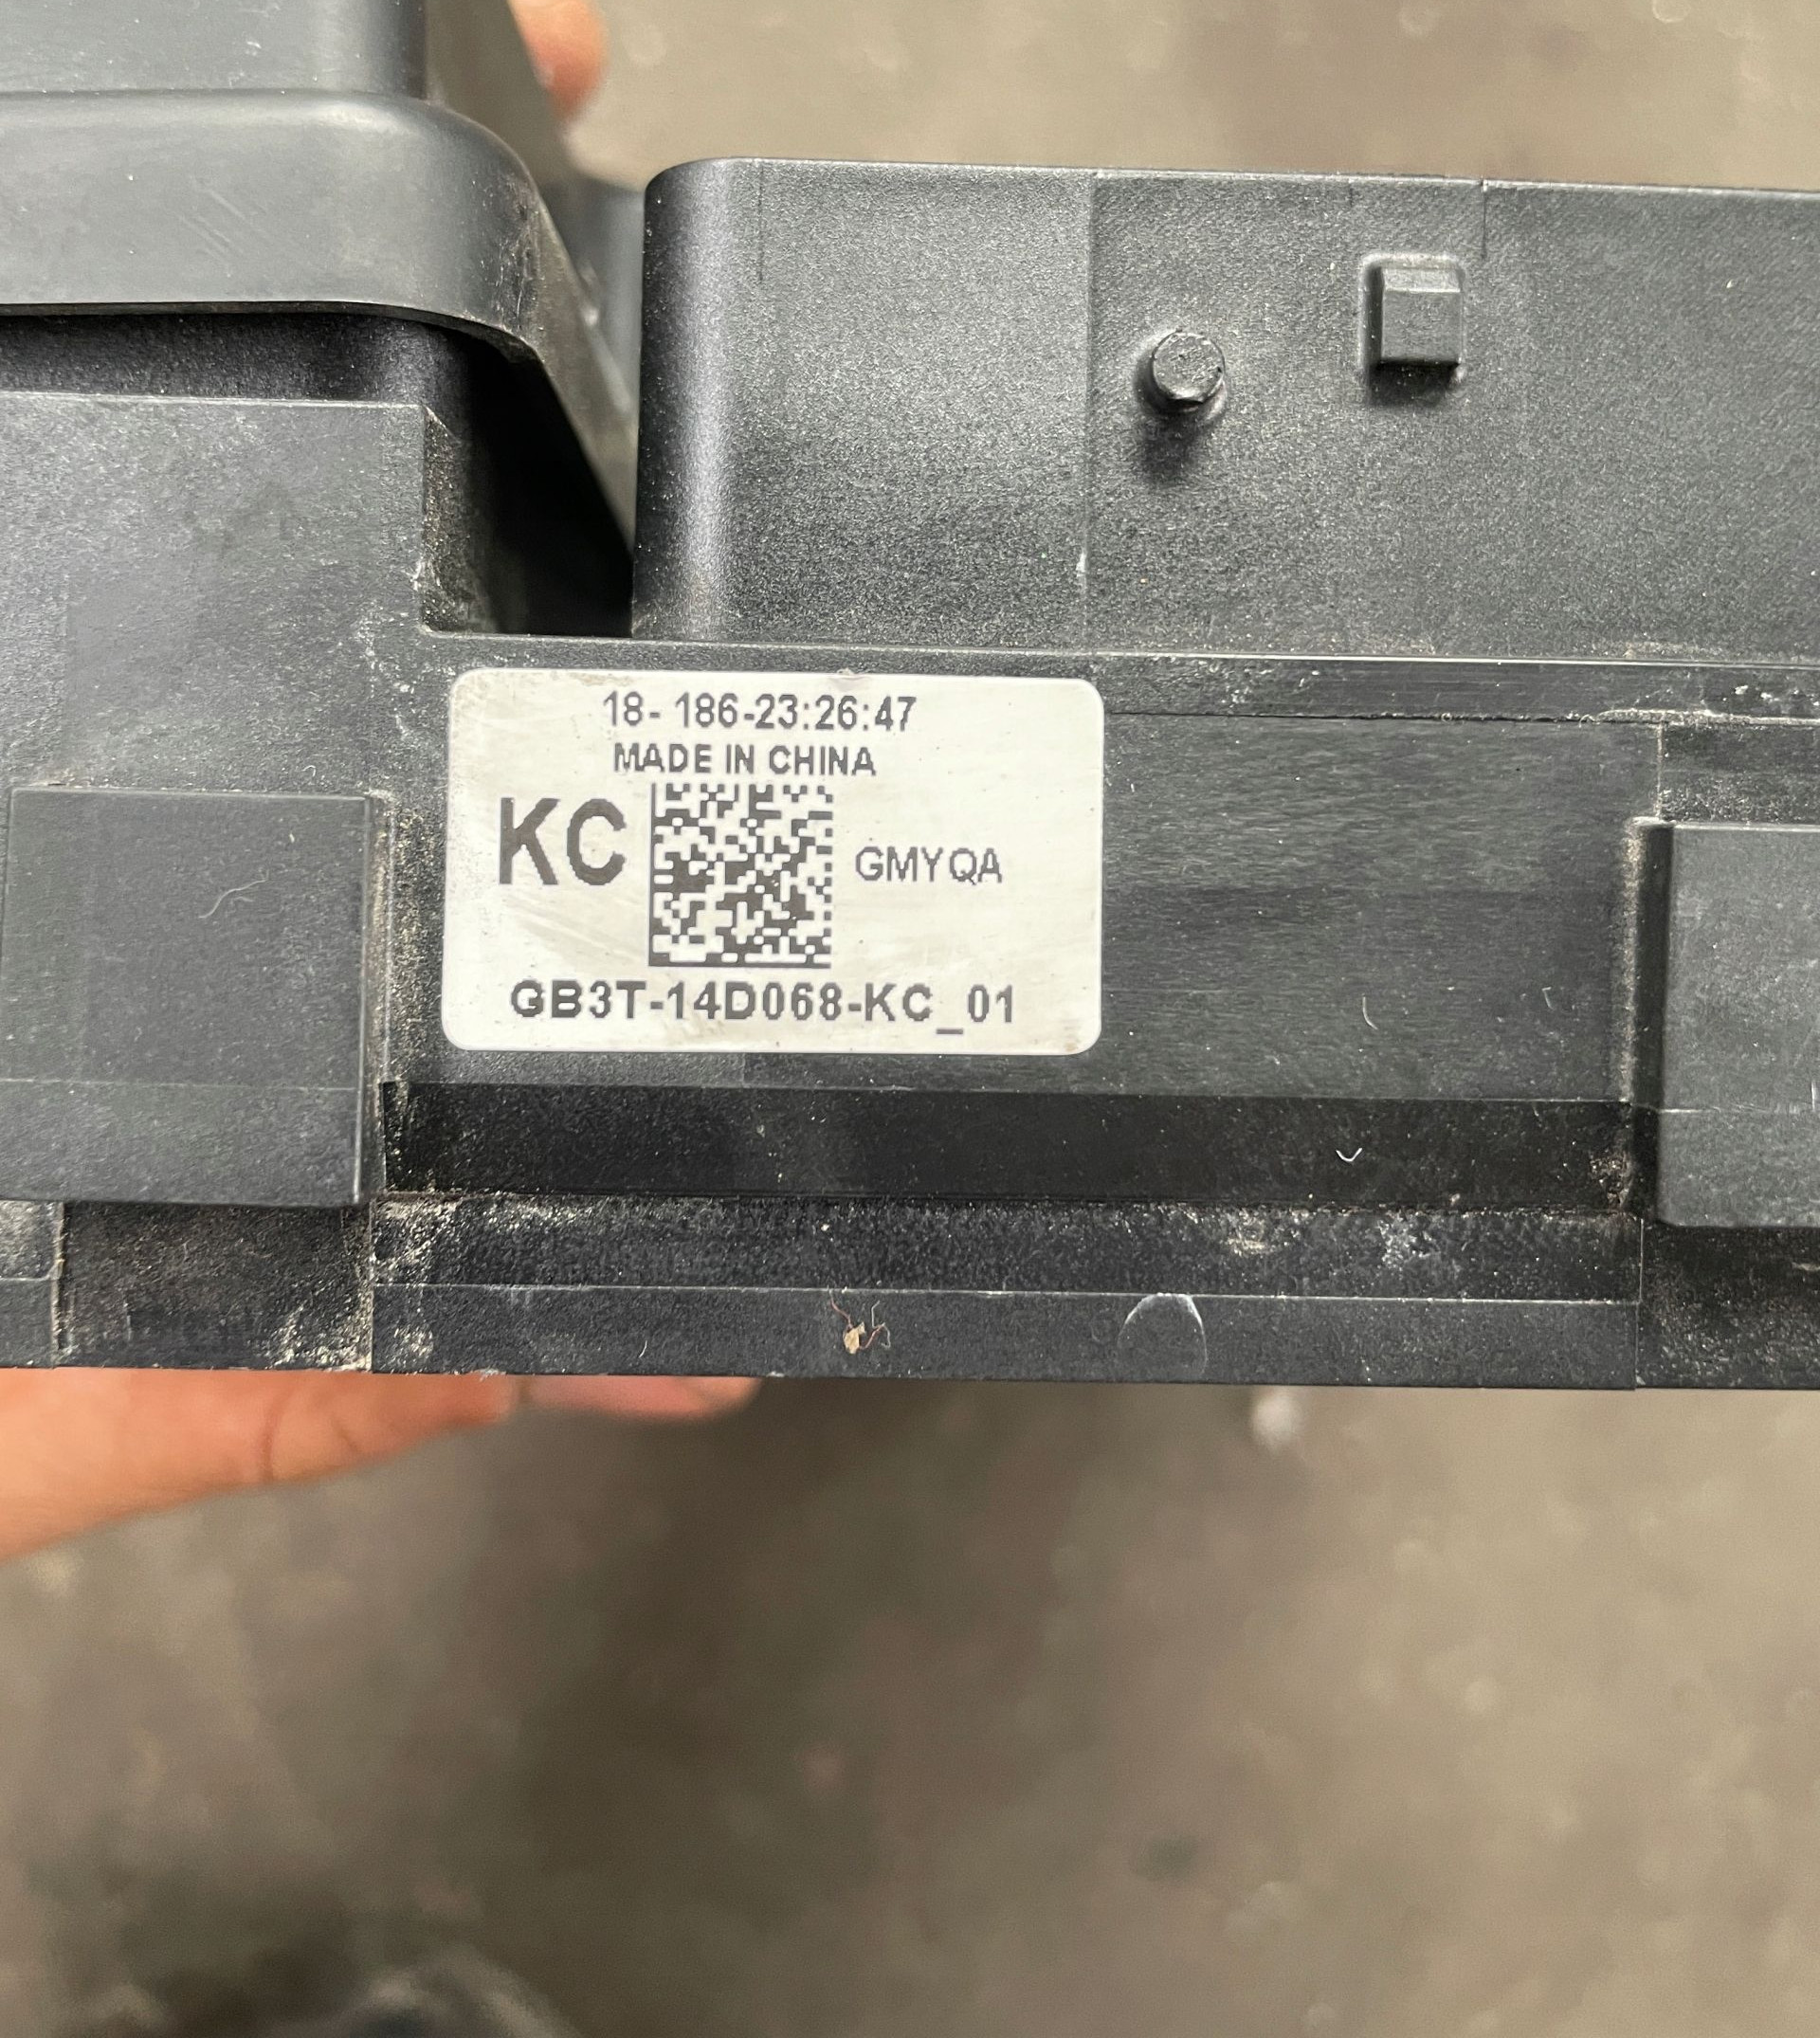 18- 186-23:26:47
MADE IN CHINA
KC
GMYQA
GB3T-14D068-KC_01